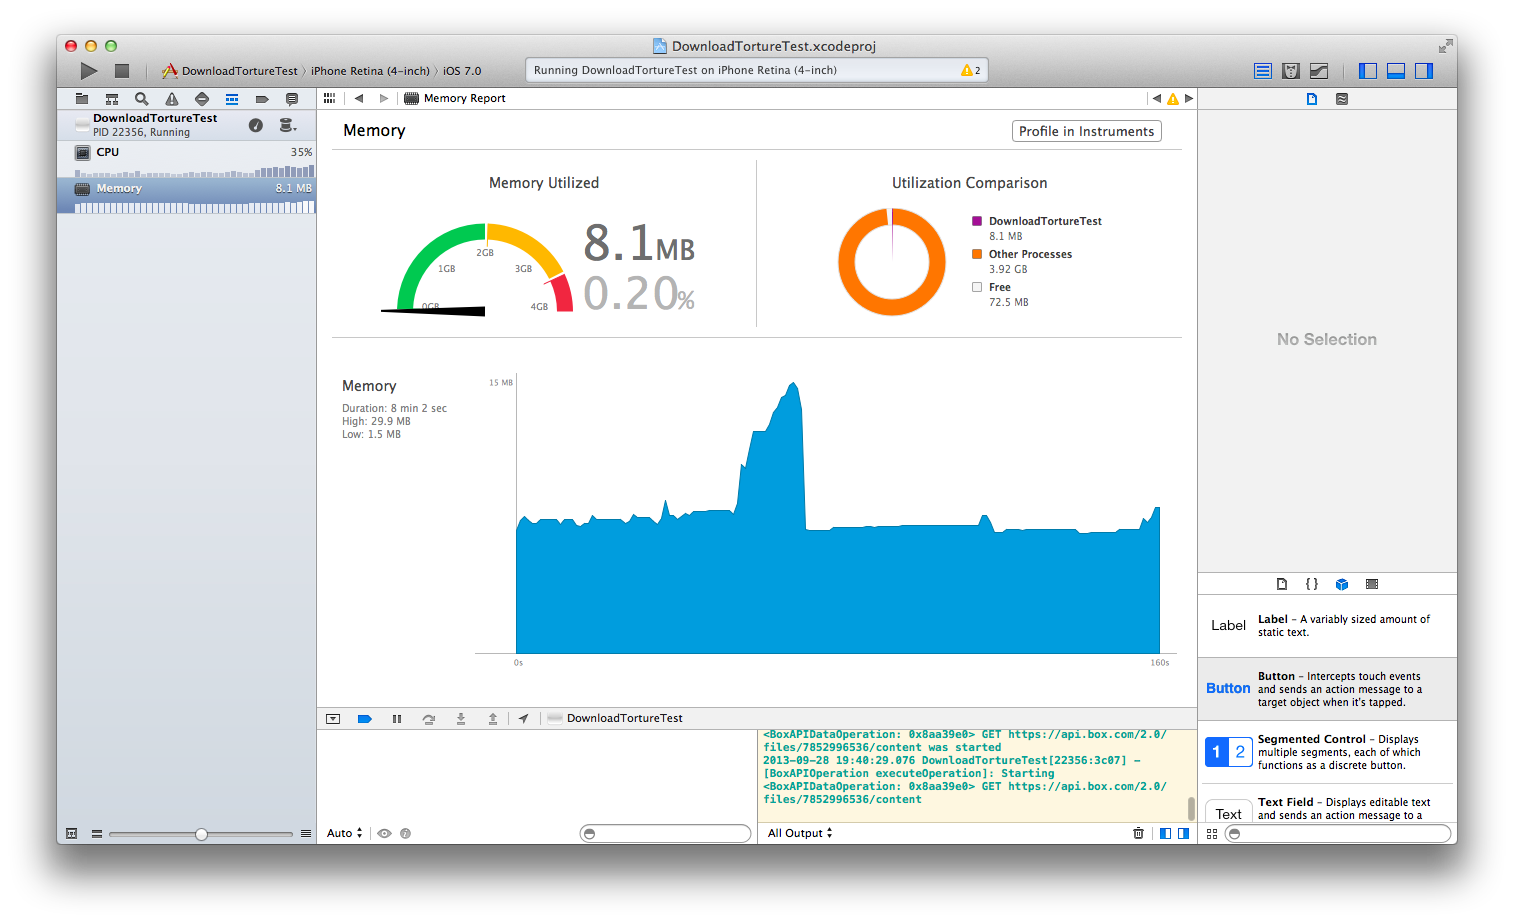 DownloadTortureTest.xcodeproj
DownloadTortureTest 〉 iPhone Retina (4-inch) 〉 iOS 7.0
Running DownloadTortureTest on iPhone Retina (4-inch)
2
DownloadTortureTest
PID 22356, Running
CPU
35%
Memory
8.1 MB
Memory Report
Memory
Profile in Instruments
Memory Utilized
0GB
1GB
2GB
3GB
4GB
8.1MB
0.20%
Utilization Comparison
DownloadTortureTest
8.1 MB
Other Processes
3.92 GB
Free
72.5 MB
Memory
Duration: 8 min 2 sec
High: 29.9 MB
Low: 1.5 MB
15 MB
0s
160s
DownloadTortureTest
<BoxAPIDataOperation: 0x8aa39e0> GET https://api.box.com/2.0/
files/7852996536/content was started
2013-09-28 19:40:29.076 DownloadTortureTest[22356:3c07] -
[BoxAPIOperation executeOperation]: Starting
<BoxAPIDataOperation: 0x8aa39e0> GET https://api.box.com/2.0/
files/7852996536/content
Auto
All Output
No Selection
{ }
Label
Label – A variably sized amount of
static text.
Button
Button – Intercepts touch events
and sends an action message to a
target object when it's tapped.
1 2
Segmented Control – Displays
multiple segments, each of which
functions as a discrete button.
Text
Text Field – Displays editable text
and sends an action message to a